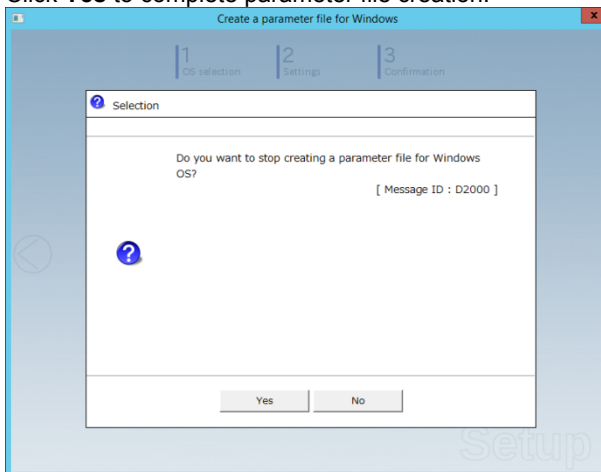 Click Yes to complete parameter file creation.
Create a parameter file for Windows
x
1
OS selection
2
Settings
3
Confirmation
Selection
Do you want to stop creating a parameter file for Windows
OS?
[ Message ID : D2000 ]
Yes No
Setup